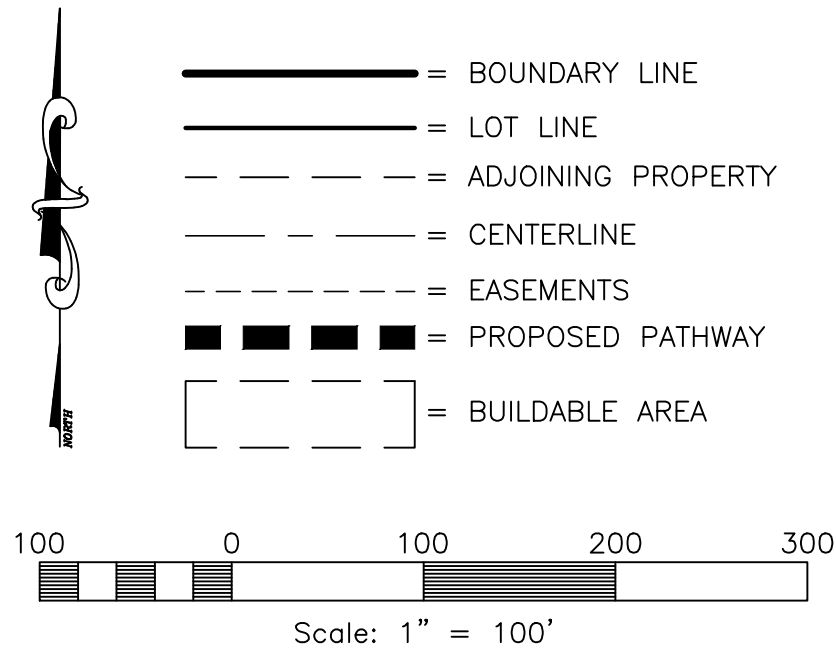 = BOUNDARY LINE
= LOT LINE
= ADJOINING PROPERTY
= CENTERLINE
= EASEMENTS
= PROPOSED PATHWAY
= BUILDABLE AREA
NORTH
100 0 100 200 300
Scale: 1" = 100'